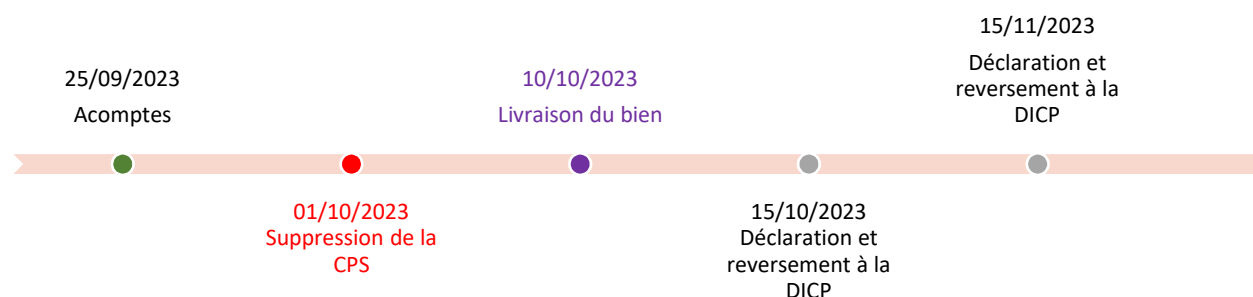 25/09/2023
Acomptes
01/10/2023
Suppression de la
CPS
10/10/2023
Livraison du bien
15/10/2023
Déclaration et
reversement à la
DICP
15/11/2023
Déclaration et
reversement à la
DICP